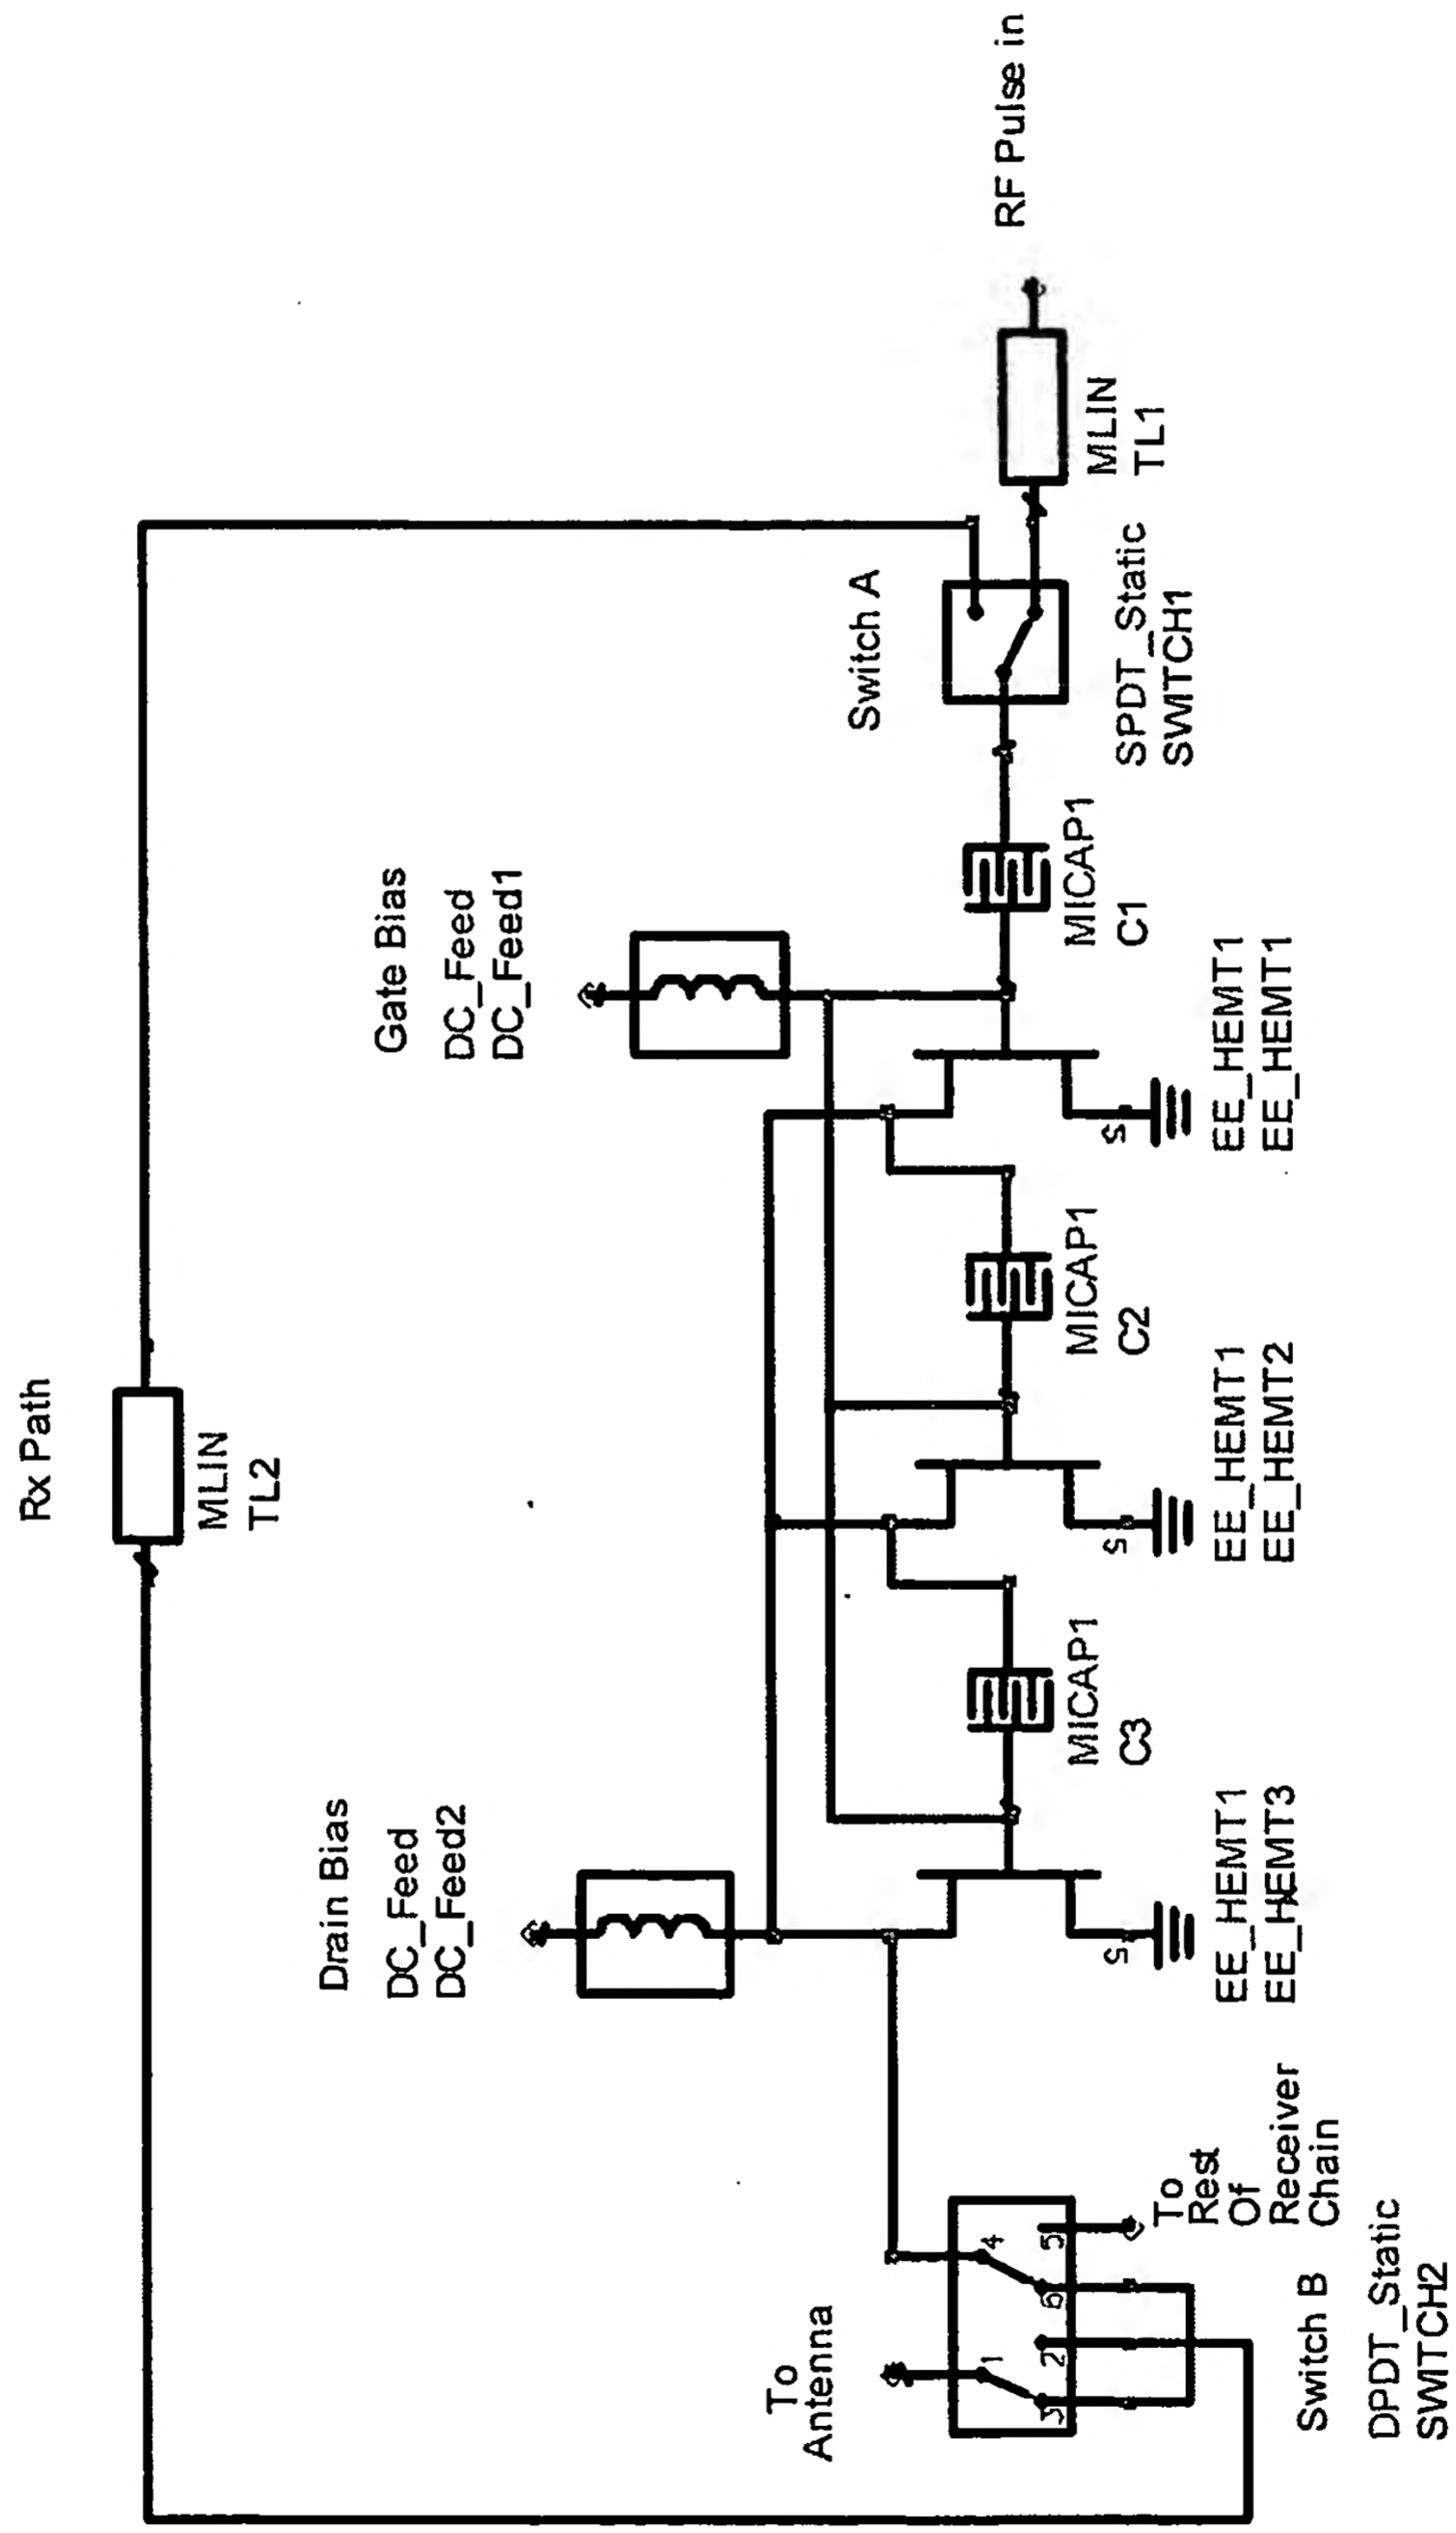 Rx Path
MLIN
TL2
Drain Bias
DC_Feed
DC_Feed2
Gate Bias
DC_Feed
DC_Feed1
Switch A
SPDT_Static
SWITCH1
RF Pulse in
MLIN
TL1
MICAP1
C1
MICAP1
C2
MICAP1
C3
S
EE_HEMT1
EE_HEMT1
S
EE_HEMT1
EE_HEMT2
S
EE_HEMT1
EE_HEMT3
To
Antenna
1
2
3
4
5
6
To
Rest
Of
Receiver
Chain
Switch B
DPDT_Static
SWITCH2